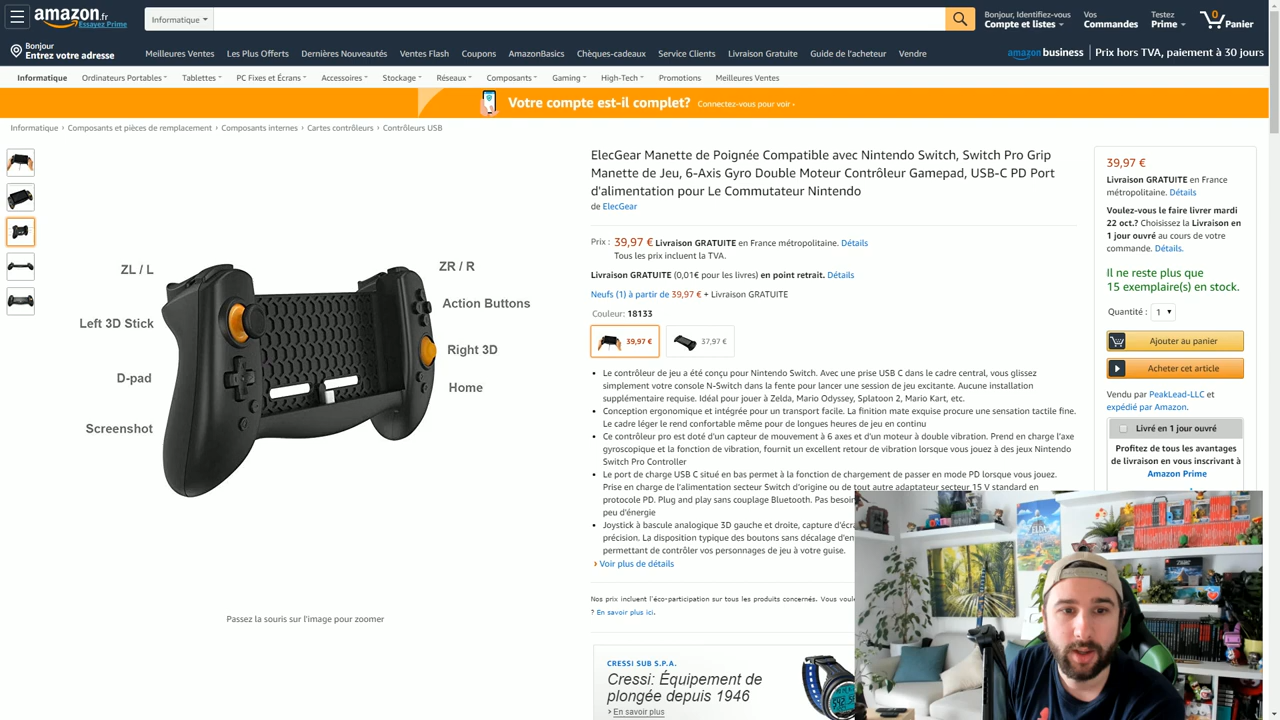 amazon.fr
Essayez Prime
Informatique
Bonjour, Identifiez-vous
Compte et listes
Vos
Commandes
Testez
Prime
0
Panier
Bonjour
Entrez votre adresse
Meilleures Ventes Les Plus Offerts Dernières Nouveautés Ventes Flash Coupons AmazonBasics Chèques-cadeaux Service Clients Livraison Gratuite Guide de l'acheteur Vendre
amazon business | Prix hors TVA, paiement à 30 jours
Informatique Ordinateurs Portables Tablettes PC Fixes et Écrans Accessoires Stockage Réseaux Composants Gaming High-Tech Promotions Meilleures Ventes
Votre compte est-il complet? Connectez-vous pour voir ›
Informatique › Composants et pièces de remplacement › Composants internes › Cartes contrôleurs › Contrôleurs USB
ZL / L
Left 3D Stick
D-pad
Screenshot
ZR / R
Action Buttons
Right 3D
Home
Passez la souris sur l'image pour zoomer
ElecGear Manette de Poignée Compatible avec Nintendo Switch, Switch Pro Grip
Manette de Jeu, 6-Axis Gyro Double Moteur Contrôleur Gamepad, USB-C PD Port
d'alimentation pour Le Commutateur Nintendo
de ElecGear
Prix : 39,97 € Livraison GRATUITE en France métropolitaine. Détails
Tous les prix incluent la TVA.
Livraison GRATUITE (0,01€ pour les livres) en point retrait. Détails
Neufs (1) à partir de 39,97 € + Livraison GRATUITE
Couleur: 18133
39,97 €
37,97 €
• Le contrôleur de jeu a été conçu pour Nintendo Switch. Avec une prise USB C dans le cadre central, vous glissez
simplement votre console N-Switch dans la fente pour lancer une session de jeu excitante. Aucune installation
supplémentaire requise. Idéal pour jouer à Zelda, Mario Odyssey, Splatoon 2, Mario Kart, etc.
• Conception ergonomique et intégrée pour un transport facile. La finition mate exquise procure une sensation tactile fine.
Le cadre léger le rend confortable même pour de longues heures de jeu en continu
• Ce contrôleur pro est doté d'un capteur de mouvement à 6 axes et d'un moteur à double vibration. Prend en charge l'axe
gyroscopique et la fonction de vibration, fournit un excellent retour de vibration lorsque vous jouez à des jeux Nintendo
Switch Pro Controller
• Le port de charge USB C situé en bas permet à la fonction de chargement de passer en mode PD lorsque vous jouez.
Prise en charge de l'alimentation secteur Switch d'origine ou de tout autre adaptateur secteur 15 V standard en
protocole PD. Plug and play sans couplage Bluetooth. Pas besoin
peu d'énergie
• Joystick à bascule analogique 3D gauche et droite, capture d'écr
précision. La disposition typique des boutons sans décalage d'en
permettant de contrôler vos personnages de jeu à votre guise.
› Voir plus de détails
Nos prix incluent l'éco-participation sur tous les produits concernés. Vous voule
? En savoir plus ici.
CRESSI SUB S.P.A.
Cressi: Équipement de
plongée depuis 1946
› En savoir plus
39,97 €
Livraison GRATUITE en France
métropolitaine. Détails
Voulez-vous le faire livrer mardi
22 oct.? Choisissez la Livraison en
1 jour ouvré au cours de votre
commande. Détails.
Il ne reste plus que
15 exemplaire(s) en stock.
Quantité : 1
Ajouter au panier
Acheter cet article
Vendu par PeakLead-LLC et
expédié par Amazon.
Livré en 1 jour ouvré
Profitez de tous les avantages
de livraison en vous inscrivant à
Amazon Prime